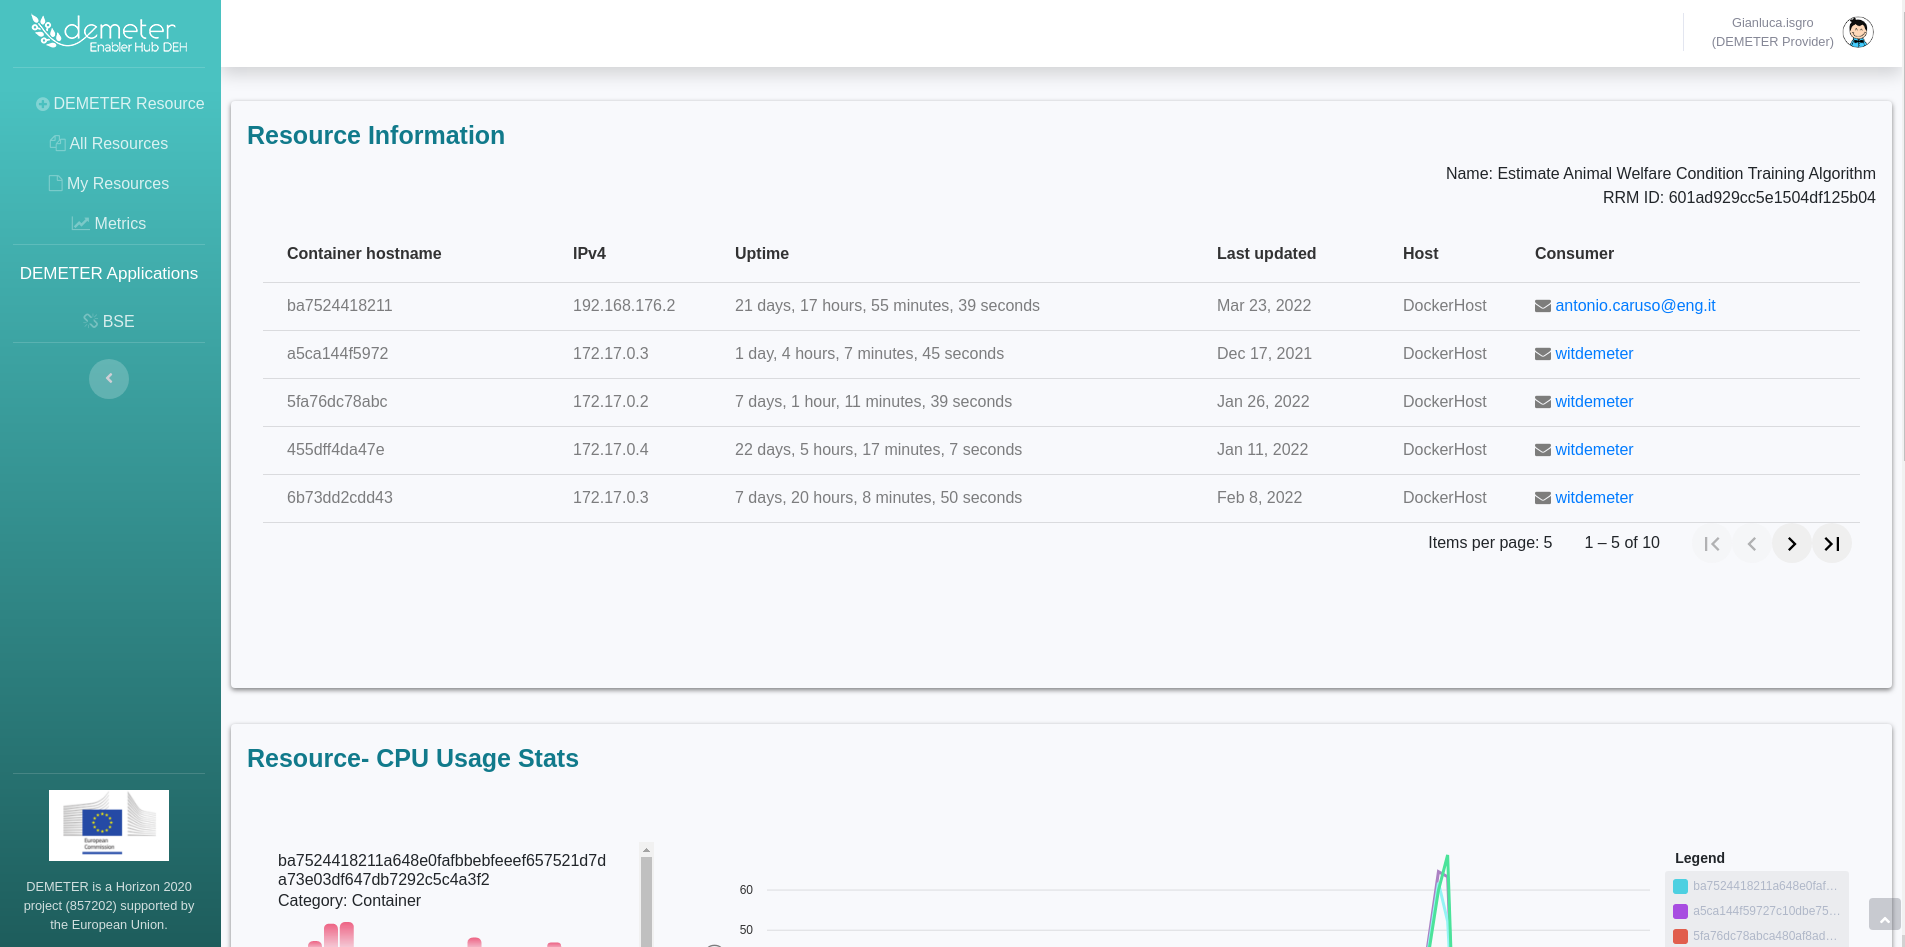 demeter
Enabler Hub DEH
Gianluca.isgro
(DEMETER Provider)
DEMETER Resource
All Resources
My Resources
Metrics
DEMETER Applications
BSE
European
Commission
DEMETER is a Horizon 2020
project (857202) supported by
the European Union.
Resource Information
Name: Estimate Animal Welfare Condition Training Algorithm
RRM ID: 601ad929cc5e1504df125b04
Container hostname IPv4 Uptime Last updated Host Consumer
ba7524418211 192.168.176.2 21 days, 17 hours, 55 minutes, 39 seconds Mar 23, 2022 DockerHost antonio.caruso@eng.it
a5ca144f5972 172.17.0.3 1 day, 4 hours, 7 minutes, 45 seconds Dec 17, 2021 DockerHost witdemeter
5fa76dc78abc 172.17.0.2 7 days, 1 hour, 11 minutes, 39 seconds Jan 26, 2022 DockerHost witdemeter
455dff4da47e 172.17.0.4 22 days, 5 hours, 17 minutes, 7 seconds Jan 11, 2022 DockerHost witdemeter
6b73dd2cdd43 172.17.0.3 7 days, 20 hours, 8 minutes, 50 seconds Feb 8, 2022 DockerHost witdemeter
Items per page: 5 1 – 5 of 10
Resource- CPU Usage Stats
ba7524418211a648e0fafbbebfeeef657521d7d
a73e03df647db7292c5c4a3f2
Category: Container
60
50
Legend
ba7524418211a648e0faf…
a5ca144f59727c10dbe75…
5fa76dc78abca480af8ad…